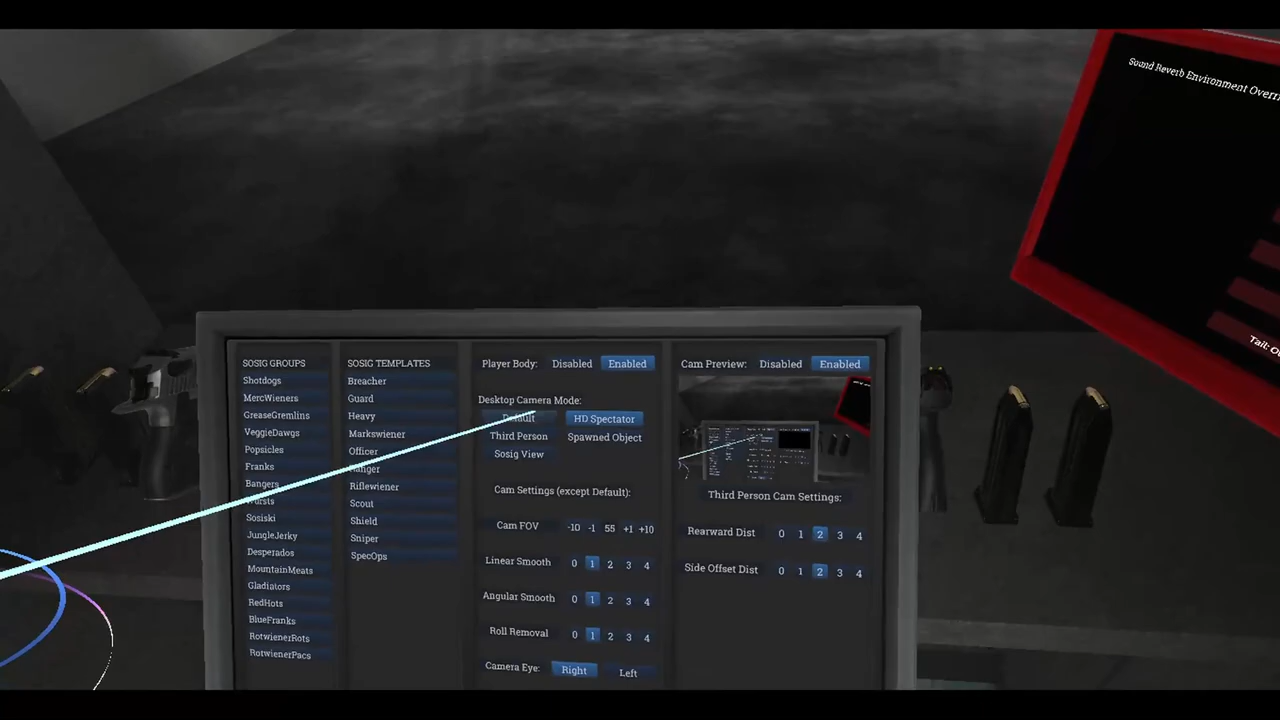 Sound Reverb Environment
SOSIG GROUPS
Shotdogs
MercWieners
GreaseGremlins
VeggieDawgs
Popsicles
Franks
Bangers
Sosiski
JungleJerky
Desperados
MountainMeats
Gladiators
RedHots
BlueFranks
RotwienerRots
RotwienerPacs
SOSIG TEMPLATES
Breacher
Guard
Heavy
Markswiener
Officer
Ranger
Riflewiener
Scout
Shield
Sniper
SpecOps
Player Body: Disabled Enabled
Desktop Camera Mode:
Default HD Spectator
Third Person Spawned Object
Sosig View
Cam Settings (except Default):
Cam FOV -10 -1 55 +1 +10
Linear Smooth 0 1 2 3 4
Angular Smooth 0 1 2 3 4
Roll Removal 0 1 2 3 4
Camera Eye: Right Left
Cam Preview: Disabled Enabled
Third Person Cam Settings:
Rearward Dist 0 1 2 3 4
Side Offset Dist 0 1 2 3 4
Tail: